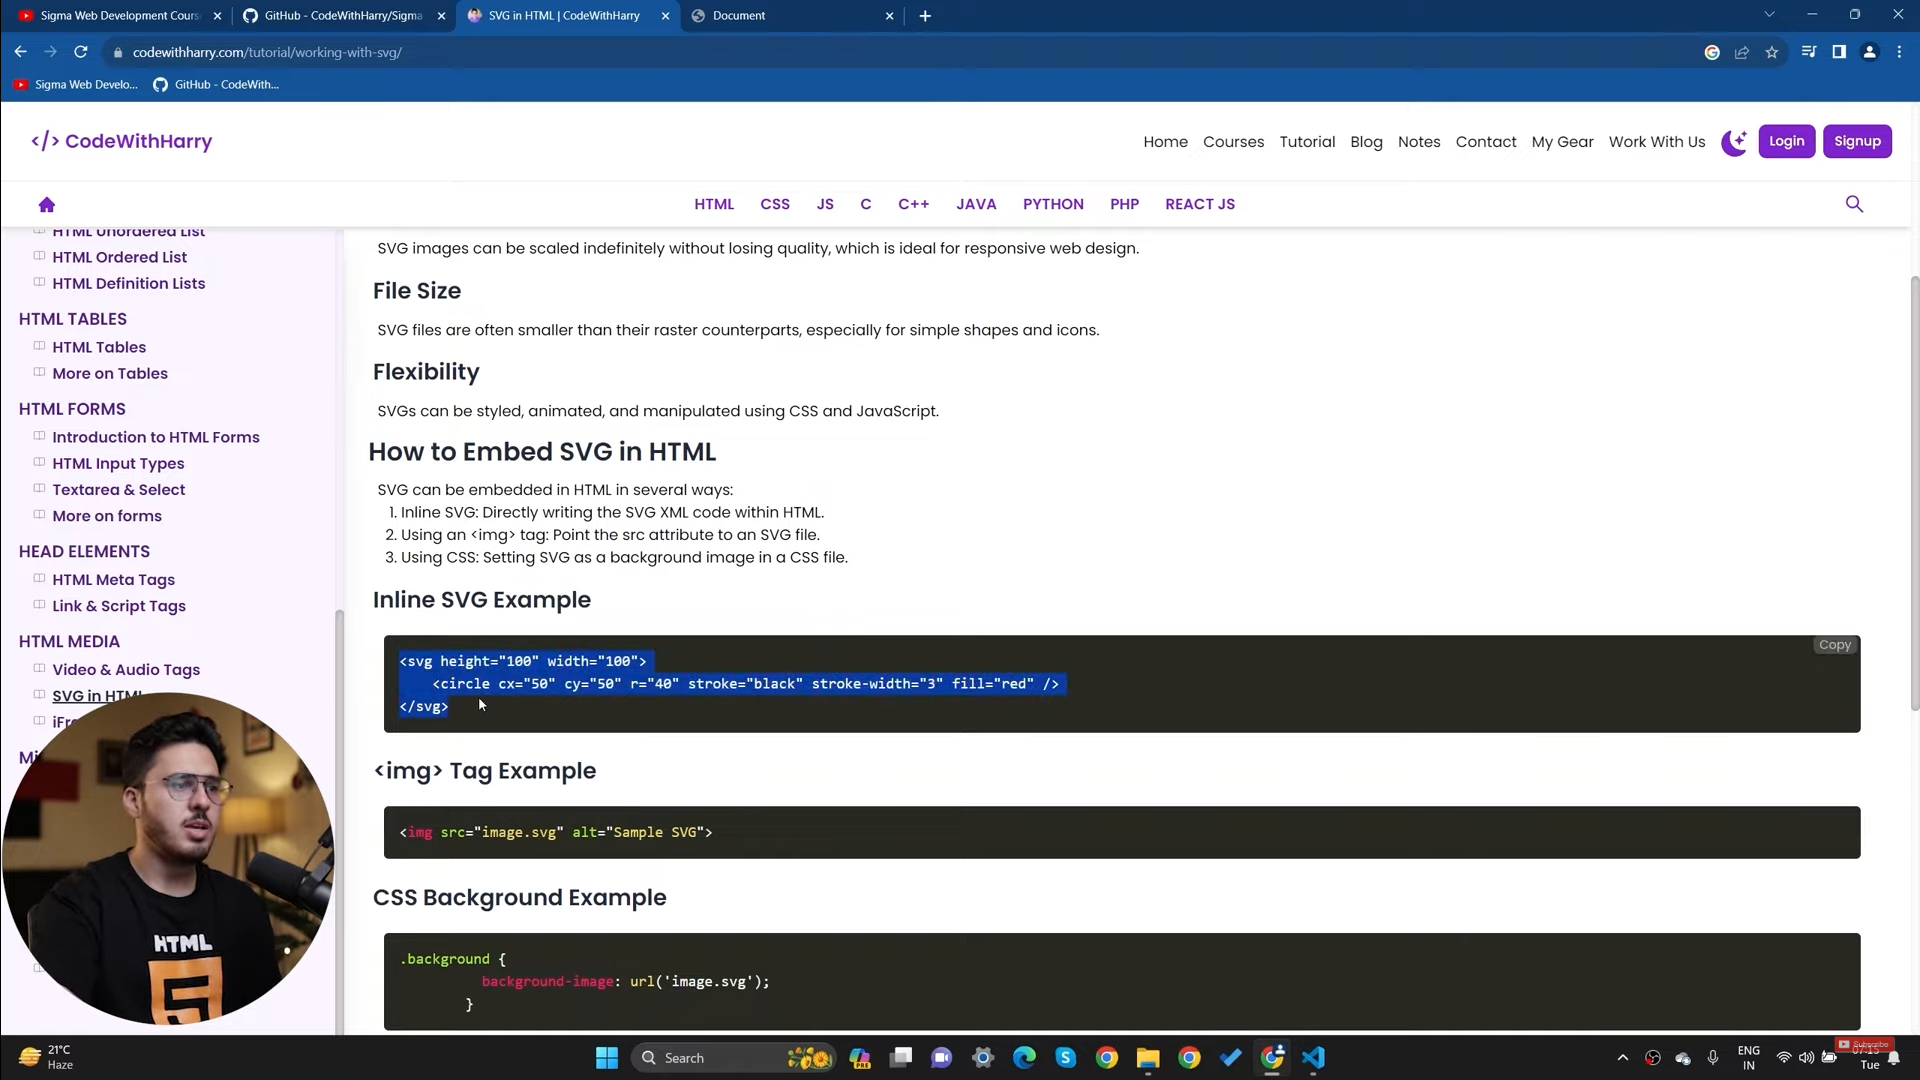 Sigma Web Development Cours
GitHub - CodeWithHarry/Sigma
SVG in HTML | CodeWithHarry
Document
codewithharry.com/tutorial/working-with-svg/
Sigma Web Develo...
GitHub - CodeWith...
</> CodeWithHarry
Home
Courses
Tutorial
Blog
Notes
Contact
My Gear
Work With Us
Login
Signup
HTML
CSS
JS
C
C++
JAVA
PYTHON
PHP
REACT JS
HTML Unordered List
HTML Ordered List
HTML Definition Lists
HTML TABLES
HTML Tables
More on Tables
HTML FORMS
Introduction to HTML Forms
HTML Input Types
Textarea & Select
More on forms
HEAD ELEMENTS
HTML Meta Tags
Link & Script Tags
HTML MEDIA
Video & Audio Tags
SVG in HTML
SVG images can be scaled indefinitely without losing quality, which is ideal for responsive web design.
File Size
SVG files are often smaller than their raster counterparts, especially for simple shapes and icons.
Flexibility
SVGs can be styled, animated, and manipulated using CSS and JavaScript.
How to Embed SVG in HTML
SVG can be embedded in HTML in several ways:
1. Inline SVG: Directly writing the SVG XML code within HTML.
2. Using an <img> tag: Point the src attribute to an SVG file.
3. Using CSS: Setting SVG as a background image in a CSS file.
Inline SVG Example
Copy
<svg height="100" width="100">
<circle cx="50" cy="50" r="40" stroke="black" stroke-width="3" fill="red" />
</svg>
<img> Tag Example
<img src="image.svg" alt="Sample SVG">
CSS Background Example
.background {
background-image: url('image.svg');
}
HTML
5
21°C
Haze
Search
PRE
ENG
IN
Subscribe
Tue